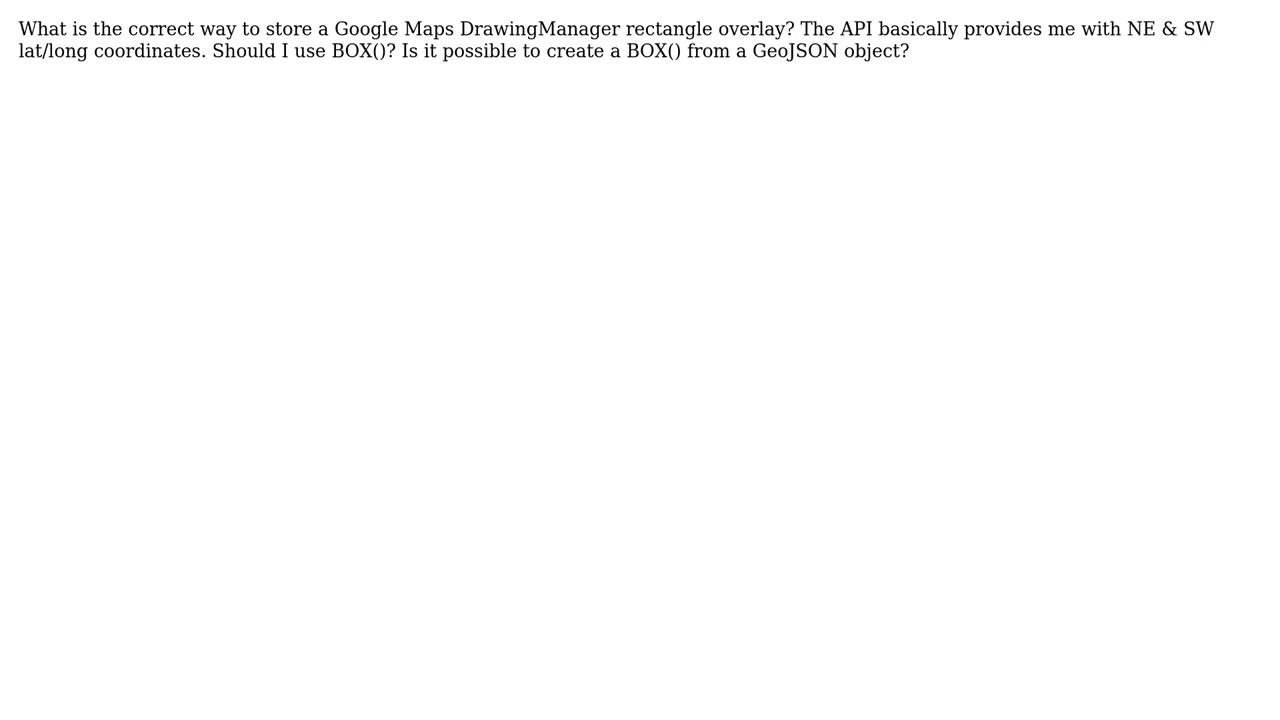 What is the correct way to store a Google Maps DrawingManager rectangle overlay? The API basically provides me with NE & SW
lat/long coordinates. Should I use BOX()? Is it possible to create a BOX() from a GeoJSON object?